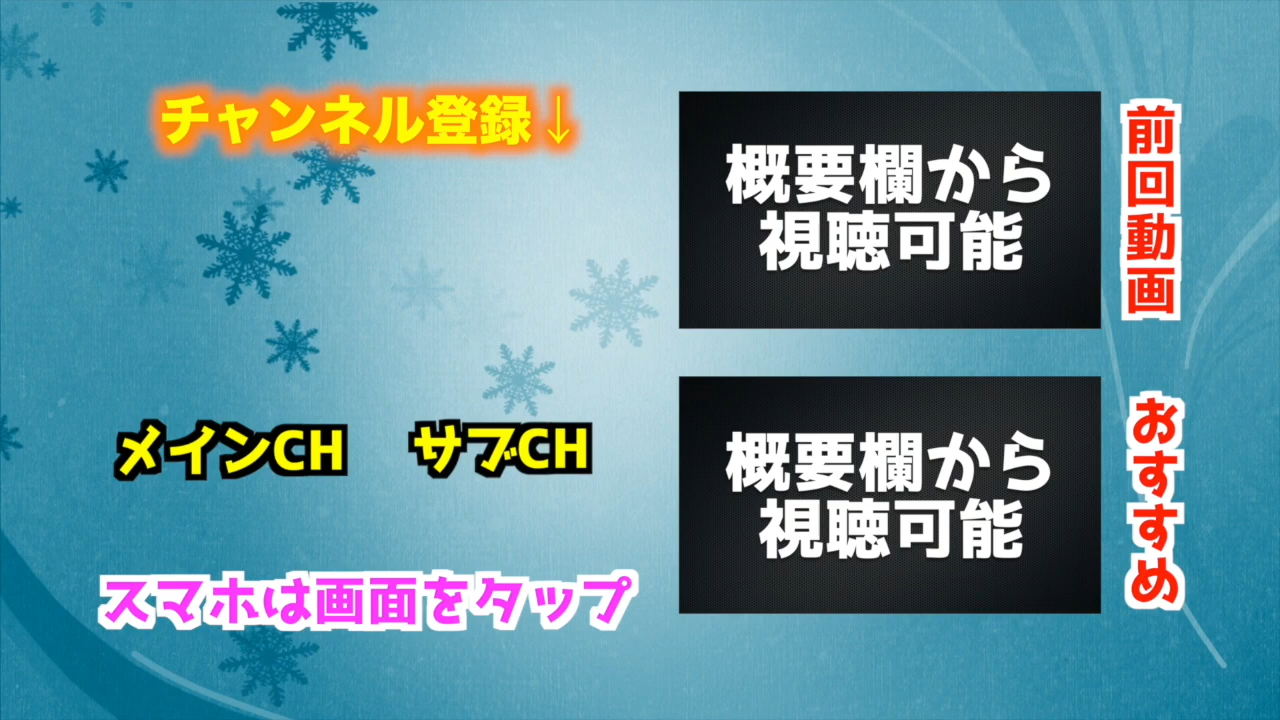 チャンネル登録↓
メインCH
サブCH
スマホは画面をタップ
概要欄から
視聴可能
前回動画
概要欄から
視聴可能
おすすめ